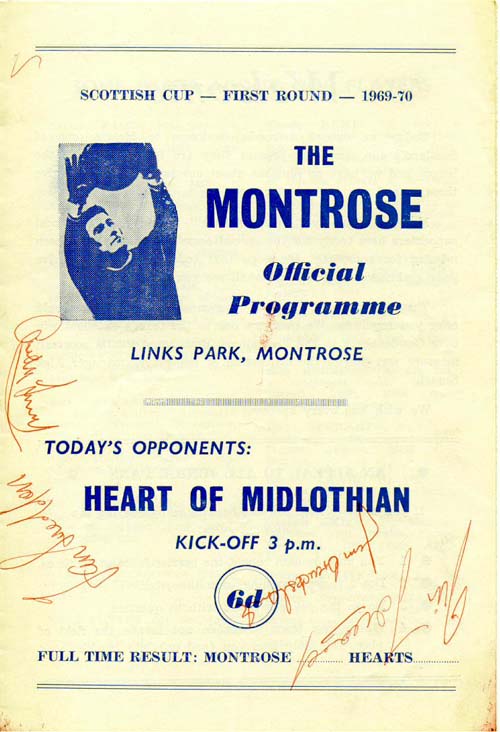 SCOTTISH CUP — FIRST ROUND — 1969-70
THE
MONTROSE
Official
Programme
LINKS PARK, MONTROSE
TODAY'S OPPONENTS:
HEART OF MIDLOTHIAN
KICK-OFF 3 p.m.
6d
FULL TIME RESULT: MONTROSE ............ HEARTS............